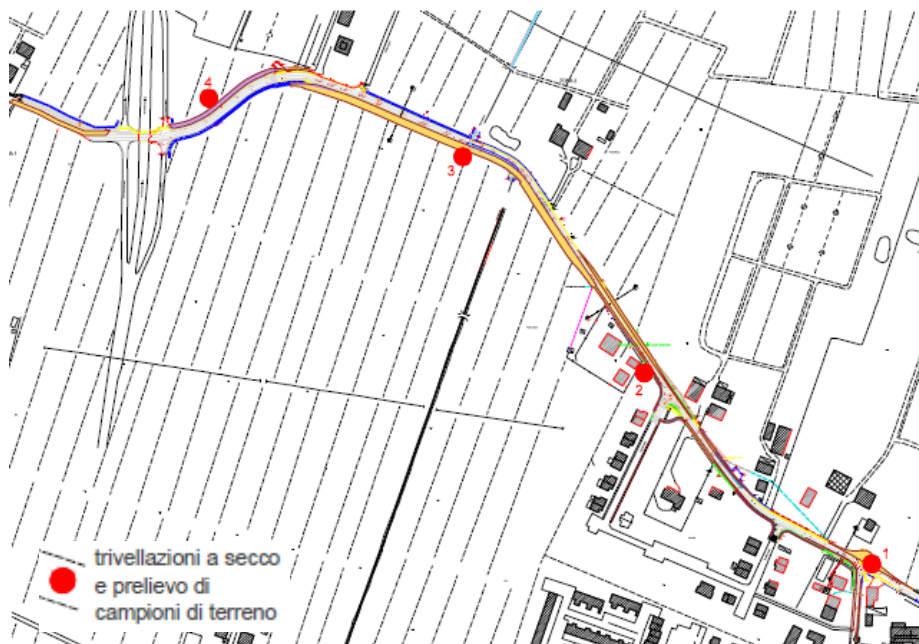 4
3
2
1
trivellazioni a secco
e prelievo di
campioni di terreno